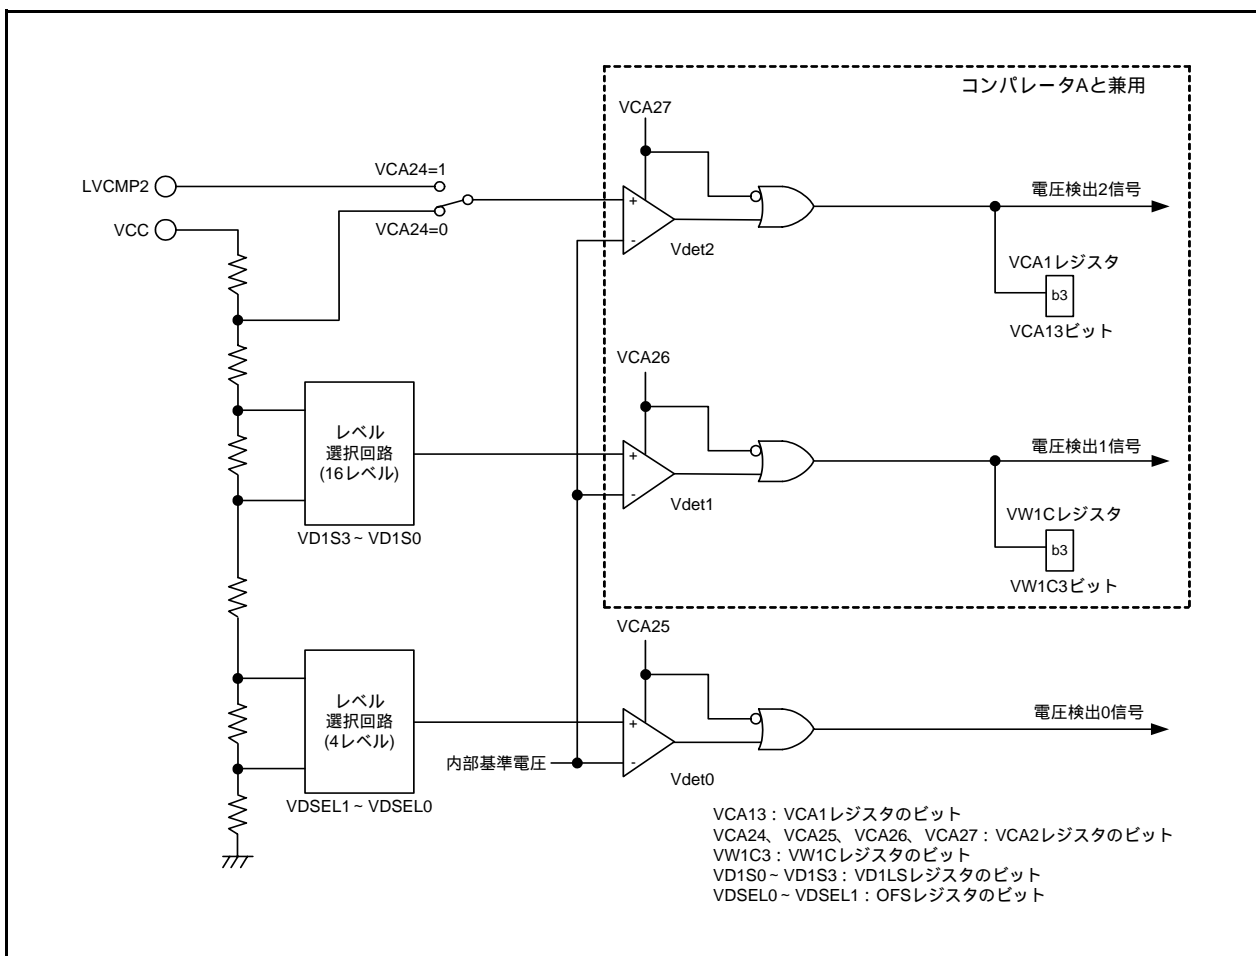 コンパレータAと兼用
VCA27
VCA24=1
LVCMP2
VCC
VCA24=0
+
-
Vdet2
電圧検出2信号
VCA1レジスタ
b3
VCA13ビット
VCA26
レベル
選択回路
(16レベル)
VD1S3~VD1S0
+
-
Vdet1
電圧検出1信号
VW1Cレジスタ
b3
VW1C3ビット
VCA25
レベル
選択回路
(4レベル)
VDSEL1~VDSEL0
内部基準電圧
+
-
Vdet0
電圧検出0信号
VCA13:VCA1レジスタのビット
VCA24、VCA25、VCA26、VCA27:VCA2レジスタのビット
VW1C3:VW1Cレジスタのビット
VD1S0~VD1S3:VD1LSレジスタのビット
VDSEL0~VDSEL1:OFSレジスタのビット